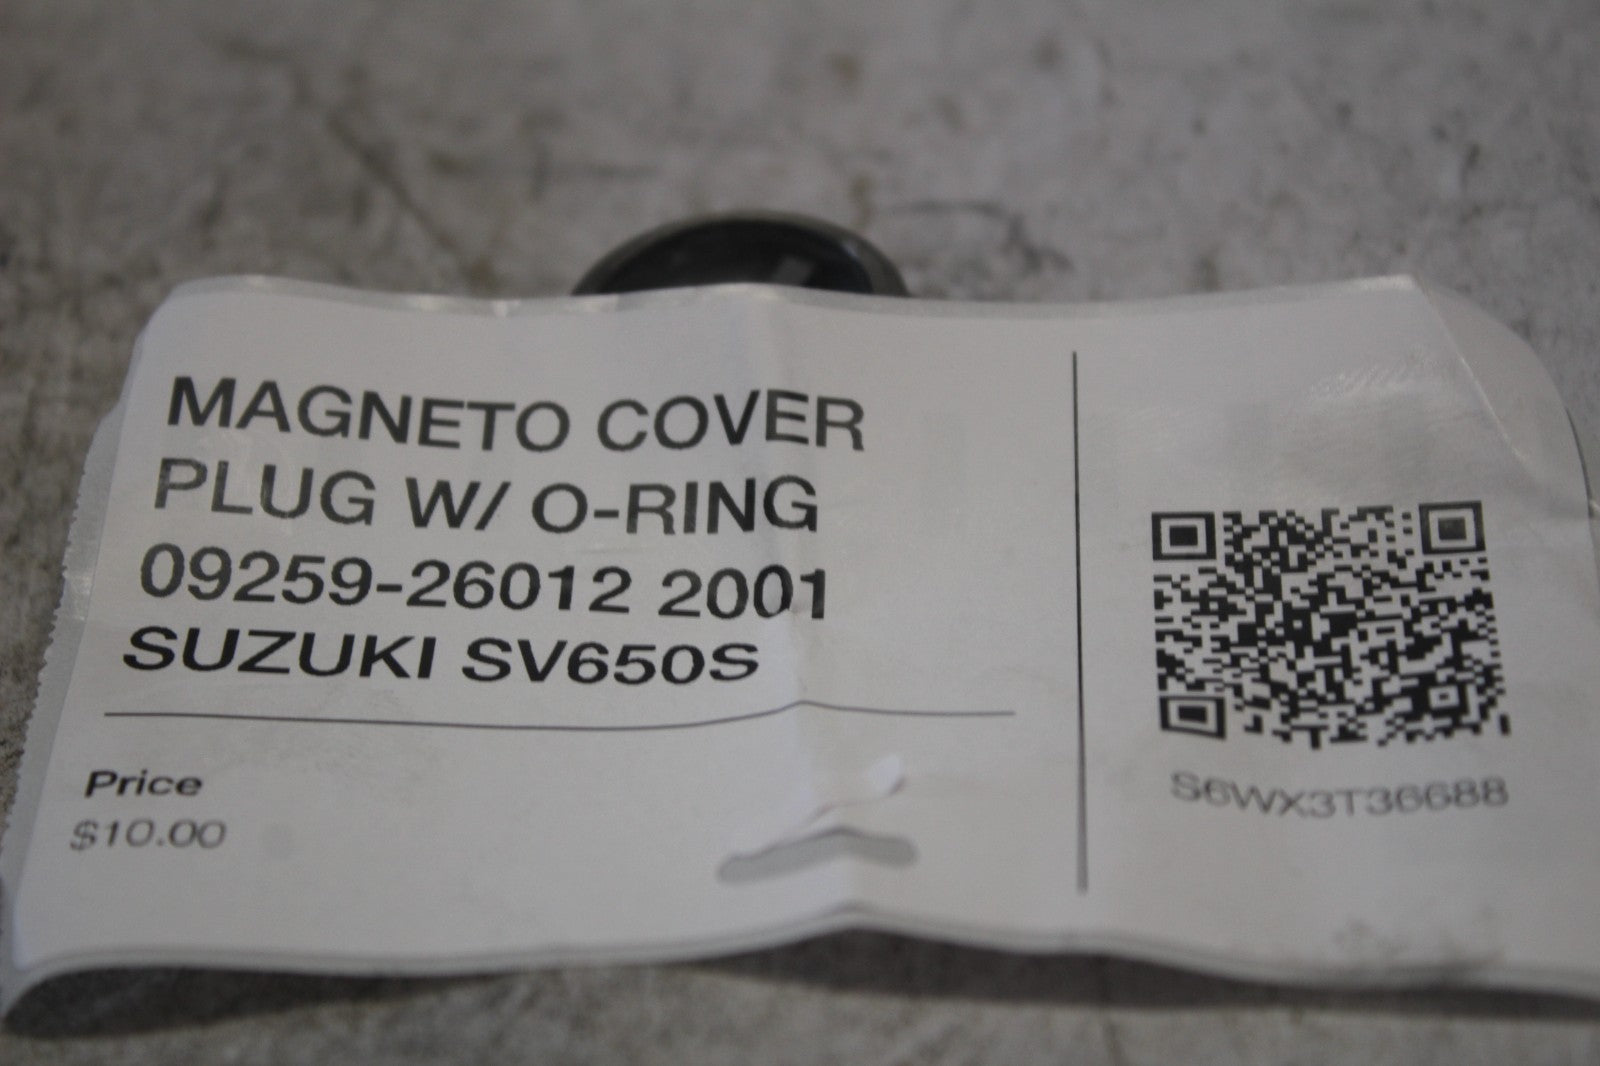 MAGNETO COVER
PLUG W/ O-RING
09259-26012 2001
SUZUKI SV650S
Price
$10.00
S6WX3T36688